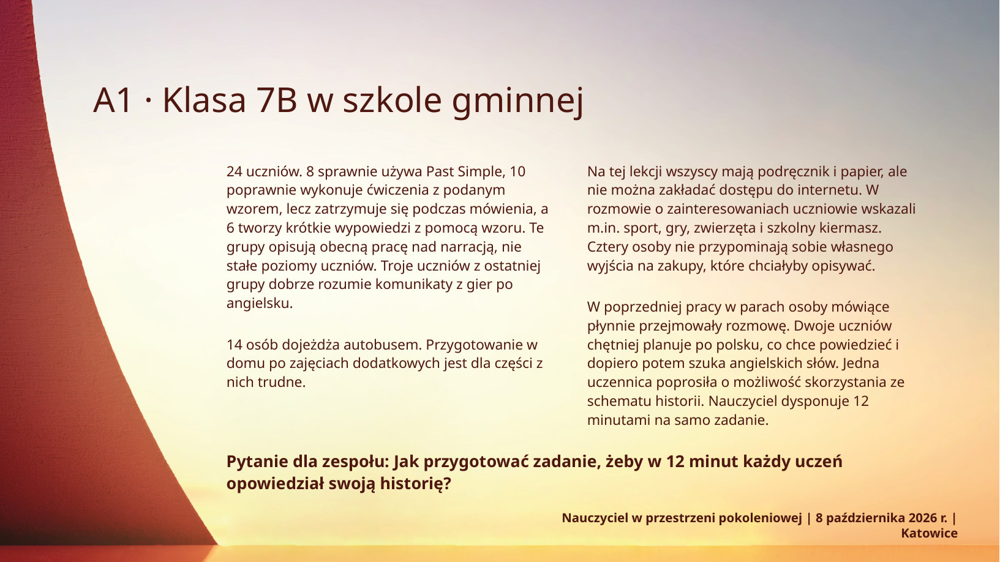 A1 · Klasa 7B w szkole gminnej
24 uczniów. 8 sprawnie używa Past Simple, 10
poprawnie wykonuje ćwiczenia z podanym
wzorem, lecz zatrzymuje się podczas mówienia, a
6 tworzy krótkie wypowiedzi z pomocą wzoru. Te
grupy opisują obecną pracę nad narracją, nie
stałe poziomy uczniów. Troje uczniów z ostatniej
grupy dobrze rozumie komunikaty z gier po
angielsku.
14 osób dojeżdża autobusem. Przygotowanie w
domu po zajęciach dodatkowych jest dla części z
nich trudne.
Na tej lekcji wszyscy mają podręcznik i papier, ale
nie można zakładać dostępu do internetu. W
rozmowie o zainteresowaniach uczniowie wskazali
m.in. sport, gry, zwierzęta i szkolny kiermasz.
Cztery osoby nie przypominają sobie własnego
wyjścia na zakupy, które chciałyby opisywać.
W poprzedniej pracy w parach osoby mówiące
płynnie przejmowały rozmowę. Dwoje uczniów
chętniej planuje po polsku, co chce powiedzieć i
dopiero potem szuka angielskich słów. Jedna
uczennica poprosiła o możliwość skorzystania ze
schematu historii. Nauczyciel dysponuje 12
minutami na samo zadanie.
Pytanie dla zespołu: Jak przygotować zadanie, żeby w 12 minut każdy uczeń
opowiedział swoją historię?
Nauczyciel w przestrzeni pokoleniowej | 8 października 2026 r. |
Katowice